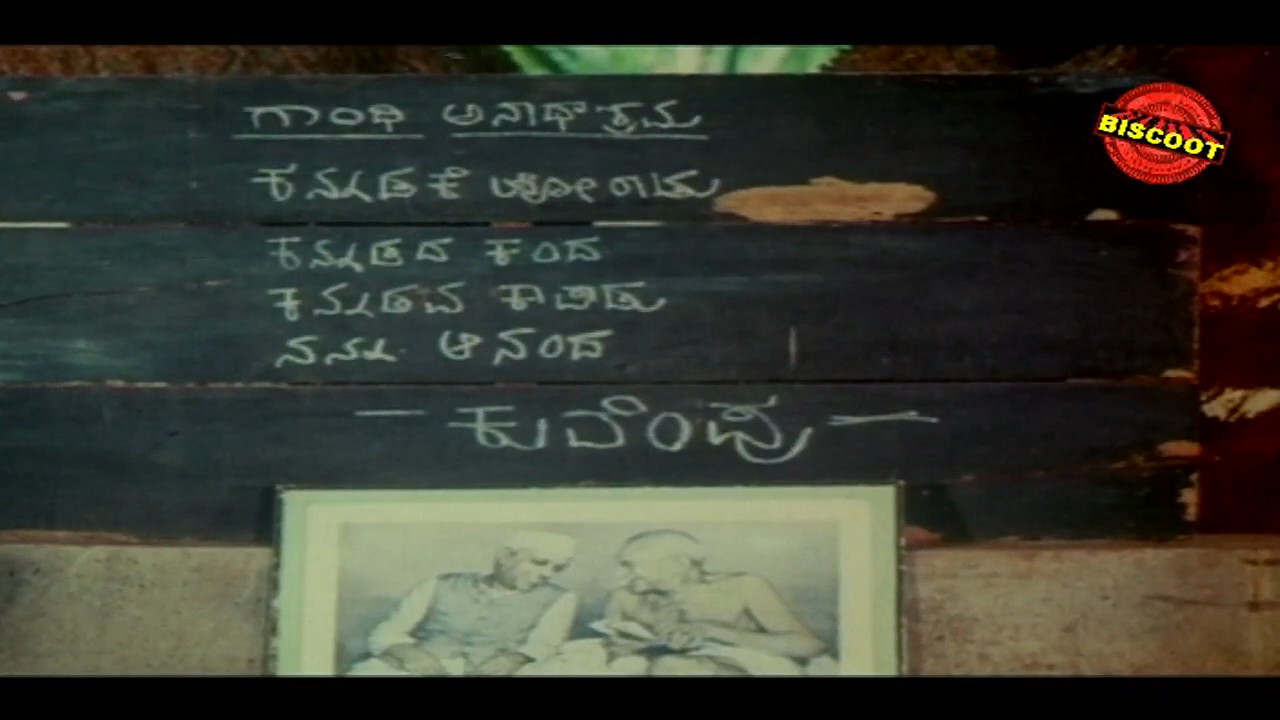 ಗಾಂಧಿ ಅನಾಥಾಶ್ರಮ
BISCOOT
ಕನ್ನಡಕೆ ಹೋರಾಡು
ಕನ್ನಡದ ಕಂದ
ಕನ್ನಡವ ಕಾಪಾಡು
ನನ್ನ ಆನಂದ
— ಕುವೆಂಪು —